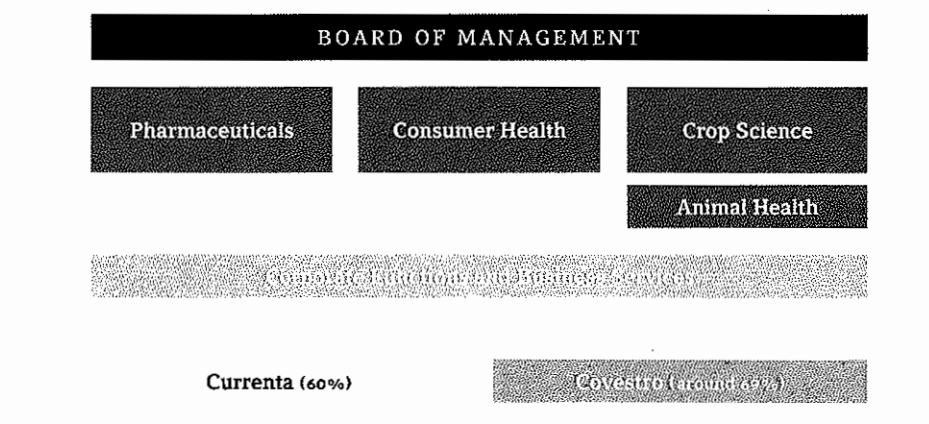 BOARD OF MANAGEMENT
Pharmaceuticals
Consumer Health
Crop Science
Animal Health
Corporate Functions and Business Services
Currenta (60%)
Covestro (around 69%)